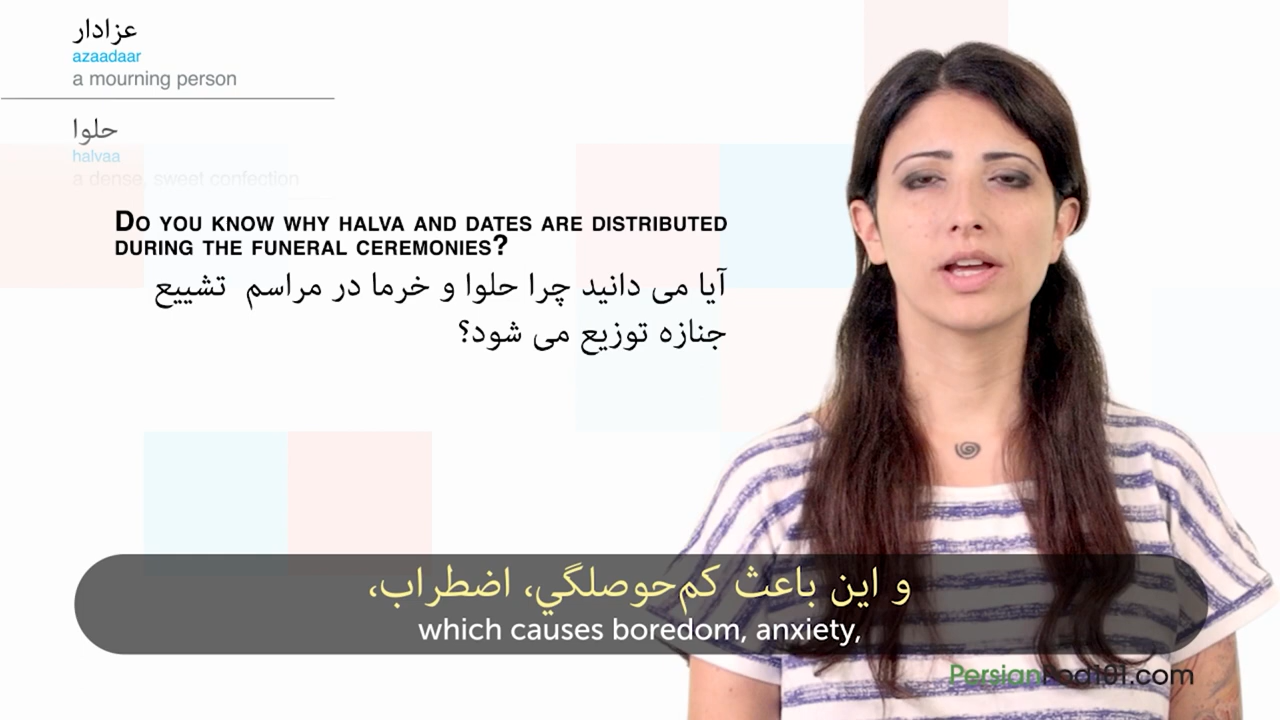 عزادار
azaadaar
a mourning person
حلوا
halvaa
a dense, sweet confection
DO YOU KNOW WHY HALVA AND DATES ARE DISTRIBUTED
DURING THE FUNERAL CEREMONIES?
آیا می دانید چرا حلوا و خرما در مراسم تشییع
جنازه توزیع می شود؟
و این باعث کم‌حوصلگي، اضطراب،
which causes boredom, anxiety,
PersianPod101.com